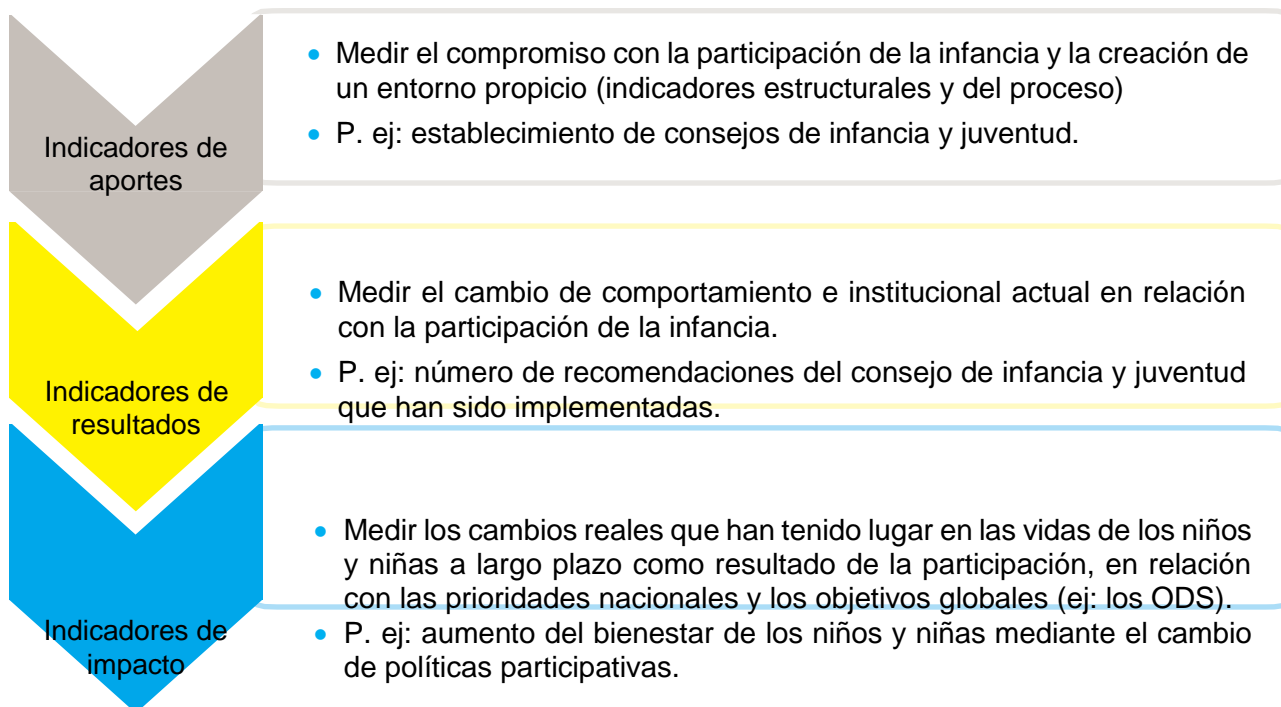 Indicadores de
aportes
• Medir el compromiso con la participación de la infancia y la creación de
un entorno propicio (indicadores estructurales y del proceso)
• P. ej: establecimiento de consejos de infancia y juventud.
Indicadores de
resultados
• Medir el cambio de comportamiento e institucional actual en relación
con la participación de la infancia.
• P. ej: número de recomendaciones del consejo de infancia y juventud
que han sido implementadas.
Indicadores de
impacto
• Medir los cambios reales que han tenido lugar en las vidas de los niños
y niñas a largo plazo como resultado de la participación, en relación
con las prioridades nacionales y los objetivos globales (ej: los ODS).
• P. ej: aumento del bienestar de los niños y niñas mediante el cambio
de políticas participativas.